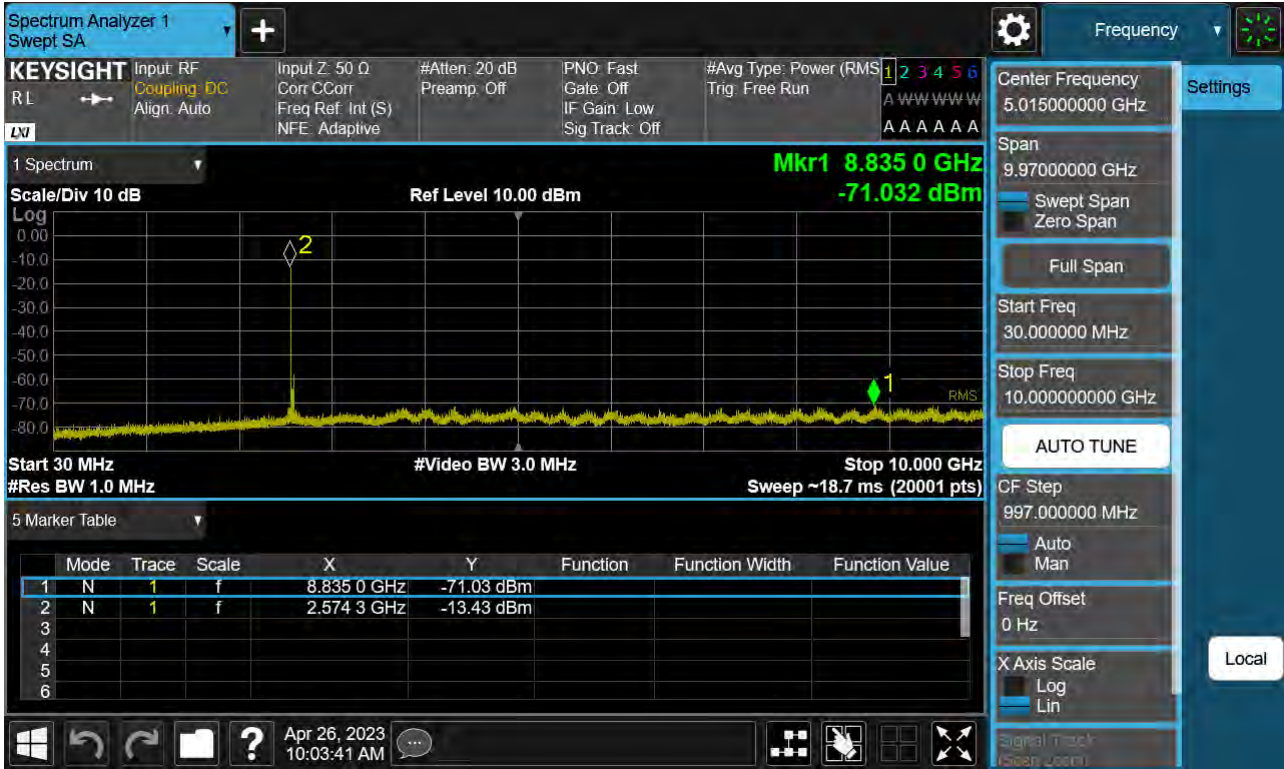 Spectrum Analyzer 1
Swept SA
Frequency
KEYSIGHT
RL
LXI
Input: RF
Coupling: DC
Align: Auto
Input Z: 50 Ω
Corr CCorr
Freq Ref: Int (S)
NFE: Adaptive
#Atten: 20 dB
Preamp: Off
PNO: Fast
Gate: Off
IF Gain: Low
Sig Track: Off
#Avg Type: Power (RMS
Trig: Free Run
1 2 3 4 5 6
A W W W W W
A A A A A A
1 Spectrum
Scale/Div 10 dB
Ref Level 10.00 dBm
Mkr1 8.835 0 GHz
-71.032 dBm
Log
0.00
-10.0
-20.0
-30.0
-40.0
-50.0
-60.0
-70.0
-80.0
2
1
RMS
Start 30 MHz
#Video BW 3.0 MHz
Stop 10.000 GHz
#Res BW 1.0 MHz
Sweep ~18.7 ms (20001 pts)
5 Marker Table
Mode Trace Scale X Y Function Function Width Function Value
1 N 1 f 8.835 0 GHz -71.03 dBm
2 N 1 f 2.574 3 GHz -13.43 dBm
3
4
5
6
Apr 26, 2023
10:03:41 AM
Center Frequency
5.015000000 GHz
Settings
Span
9.97000000 GHz
Swept Span
Zero Span
Full Span
Start Freq
30.000000 MHz
Stop Freq
10.000000000 GHz
AUTO TUNE
CF Step
997.000000 MHz
Auto
Man
Freq Offset
0 Hz
X Axis Scale
Log
Lin
Local
Signal Track
(Span Zoom)